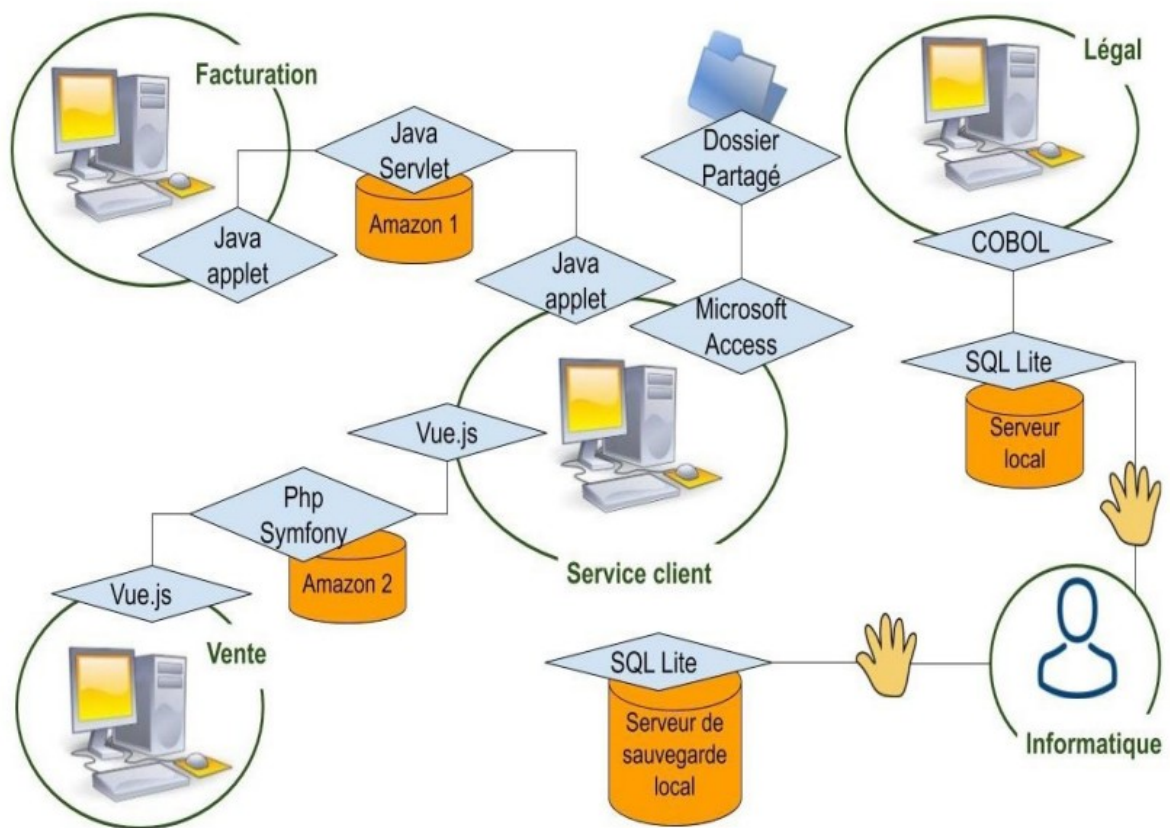 Facturation
Java
Servlet
Amazon 1
Java
applet
Dossier
Partagé
Légal
COBOL
Java
applet
Microsoft
Access
SQL Lite
Serveur
local
Vue.js
Php
Symfony
Amazon 2
Service client
Vue.js
Vente
SQL Lite
Serveur de
sauvegarde
local
Informatique